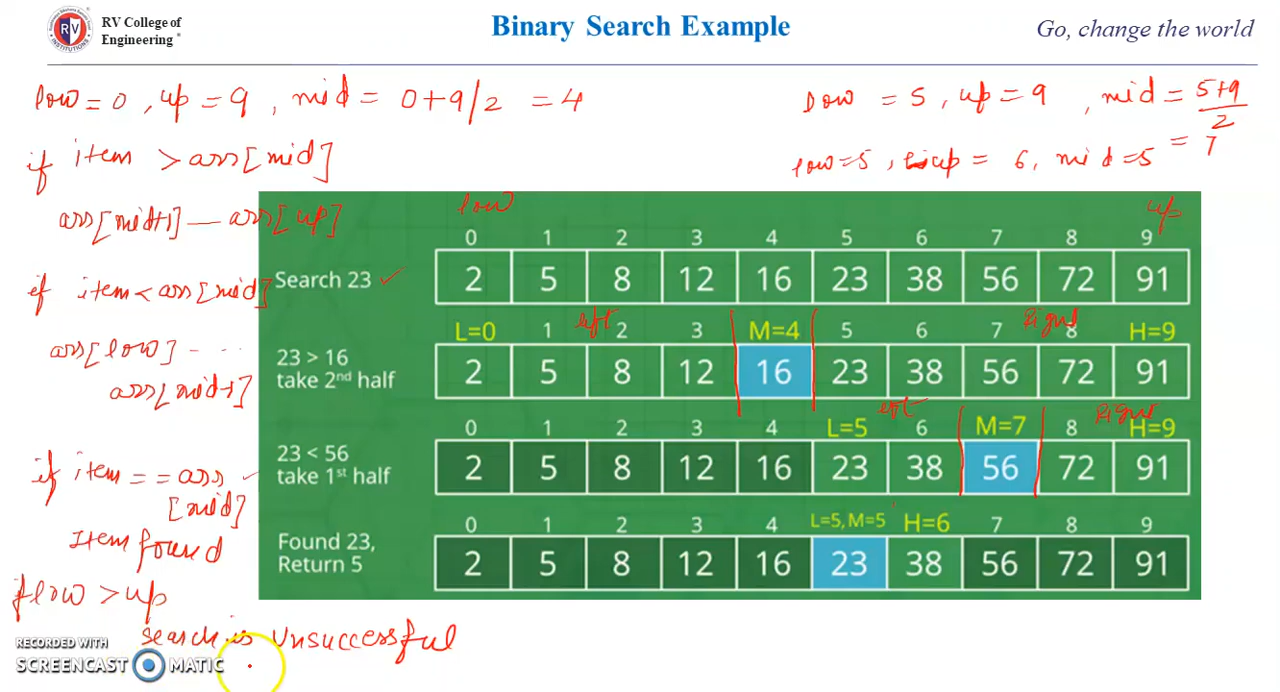 RV College of
Engineering
Binary Search Example
Go, change the world
low = 0 , up = 9 , mid = 0+9/2 = 4
low = 5 , up = 9 , mid = 5+9
2
= 7
low=5 , up = 6, mid =5
if item > arr[mid]
arr[mid+1] — arr[up]
if item < arr[mid]
arr[low] - ...
arr[mid-1]
if item == arr
[mid]
Item found
if low > up
search is Unsuccessful
low up
0 1 2 3 4 5 6 7 8 9
Search 23 2 5 8 12 16 23 38 56 72 91
left Right
L=0 1 2 3 M=4 5 6 7 8 H=9
23 > 16
take 2nd half
2 5 8 12 16 23 38 56 72 91
left Right
0 1 2 3 4 L=5 6 M=7 8 H=9
23 < 56
take 1st half
2 5 8 12 16 23 38 56 72 91
0 1 2 3 4 L=5, M=5 H=6 7 8 9
Found 23,
Return 5
2 5 8 12 16 23 38 56 72 91
RECORDED WITH
SCREENCAST MATIC